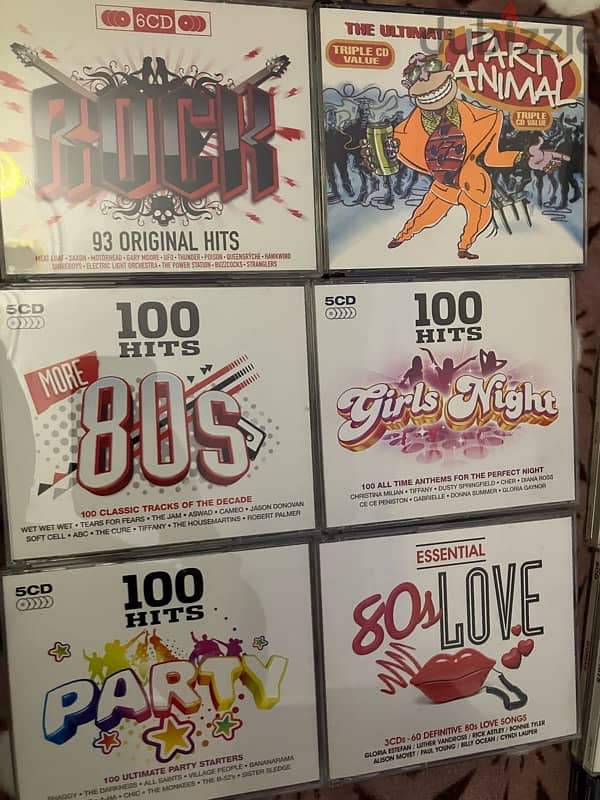 6CD
ROCK
93 ORIGINAL HITS
MEAT LOAF • SAXON • MOTÖRHEAD • GARY MOORE • UFO • THUNDER • POISON • QUEENSRŸCHE • HAWKWIND
QUIREBOYS • ELECTRIC LIGHT ORCHESTRA • THE POWER STATION • BUZZCOCKS • STRANGLERS
dubizzle
THE ULTIMATE
PARTY
ANIMAL
TRIPLE CD
VALUE
TRIPLE
CD VALUE
5CD
100
HITS
MORE
80s
100 CLASSIC TRACKS OF THE DECADE
WET WET WET • TEARS FOR FEARS • THE JAM • ASWAD • CAMEO • JASON DONOVAN
SOFT CELL • ABC • THE CURE • TIFFANY • THE HOUSEMARTINS • ROBERT PALMER
5CD
100
HITS
Girls Night
100 ALL TIME ANTHEMS FOR THE PERFECT NIGHT
CHRISTINA MILIAN • TIFFANY • DUSTY SPRINGFIELD • CHER • DIANA ROSS
CE CE PENISTON • GABRIELLE • DONNA SUMMER • GLORIA GAYNOR
5CD
100
HITS
PARTY
100 ULTIMATE PARTY STARTERS
SHAGGY • THE DARKNESS • ALL SAINTS • VILLAGE PEOPLE • BANANARAMA
A-HA • CHIC • THE MONKEES • THE B-52's • SISTER SLEDGE
ESSENTIAL
80s LOVE
3CDs - 60 DEFINITIVE 80s LOVE SONGS
GLORIA ESTEFAN / LUTHER VANDROSS / RICK ASTLEY / BONNIE TYLER
ALISON MOYET / PAUL YOUNG / BILLY OCEAN / CYNDI LAUPER